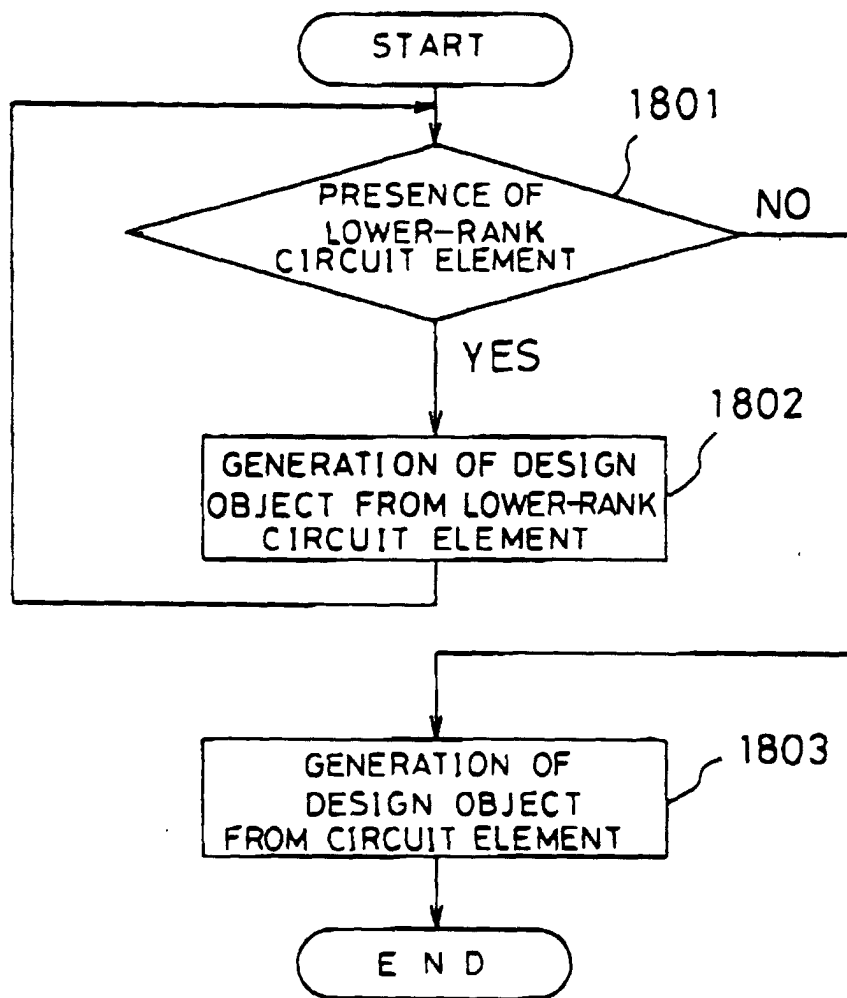 START
1801
PRESENCE OF
LOWER-RANK
CIRCUIT ELEMENT
NO
YES
1802
GENERATION OF DESIGN
OBJECT FROM LOWER-RANK
CIRCUIT ELEMENT
1803
GENERATION OF
DESIGN OBJECT
FROM CIRCUIT ELEMENT
END